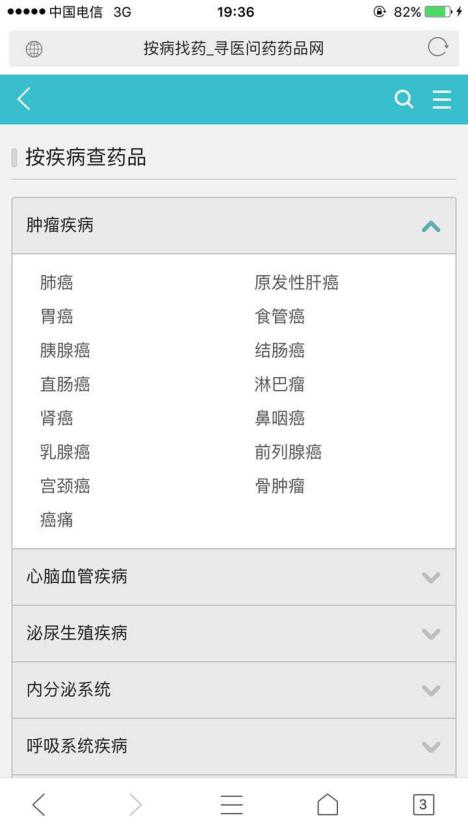 中国电信 3G 19:36 82%
按病找药_寻医问药药品网
按疾病查药品
肿瘤疾病
肺癌 原发性肝癌
胃癌 食管癌
胰腺癌 结肠癌
直肠癌 淋巴瘤
肾癌 鼻咽癌
乳腺癌 前列腺癌
宫颈癌 骨肿瘤
癌痛
心脑血管疾病
泌尿生殖疾病
内分泌系统
呼吸系统疾病
3